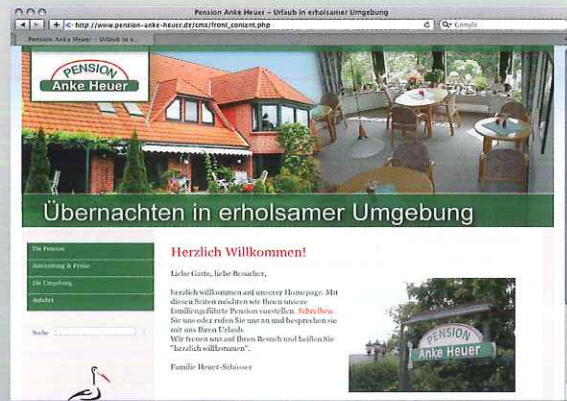 Pension Anke Heuer – Urlaub in erholsamer Umgebung
http://www.pension-anke-heuer.de/cms/front_content.php
Google
Pension Anke Heuer – Urlaub in e...
PENSION
Anke Heuer
Übernachten in erholsamer Umgebung
Die Pension
Ausstattung & Preise
Die Umgebung
Anfahrt
Suche
Herzlich Willkommen!
Liebe Gäste, liebe Besucher,
herzlich willkommen auf unserer Homepage. Mit
diesen Seiten möchten wir Ihnen unsere
familiengeführte Pension vorstellen. Schreiben
Sie uns oder rufen Sie uns an und besprechen sie
mit uns Ihren Urlaub.
Wir freuen uns auf Ihren Besuch und heißen Sie
"herzlich willkommen".
Familie Heuer-Schösser
PENSION
Anke Heuer